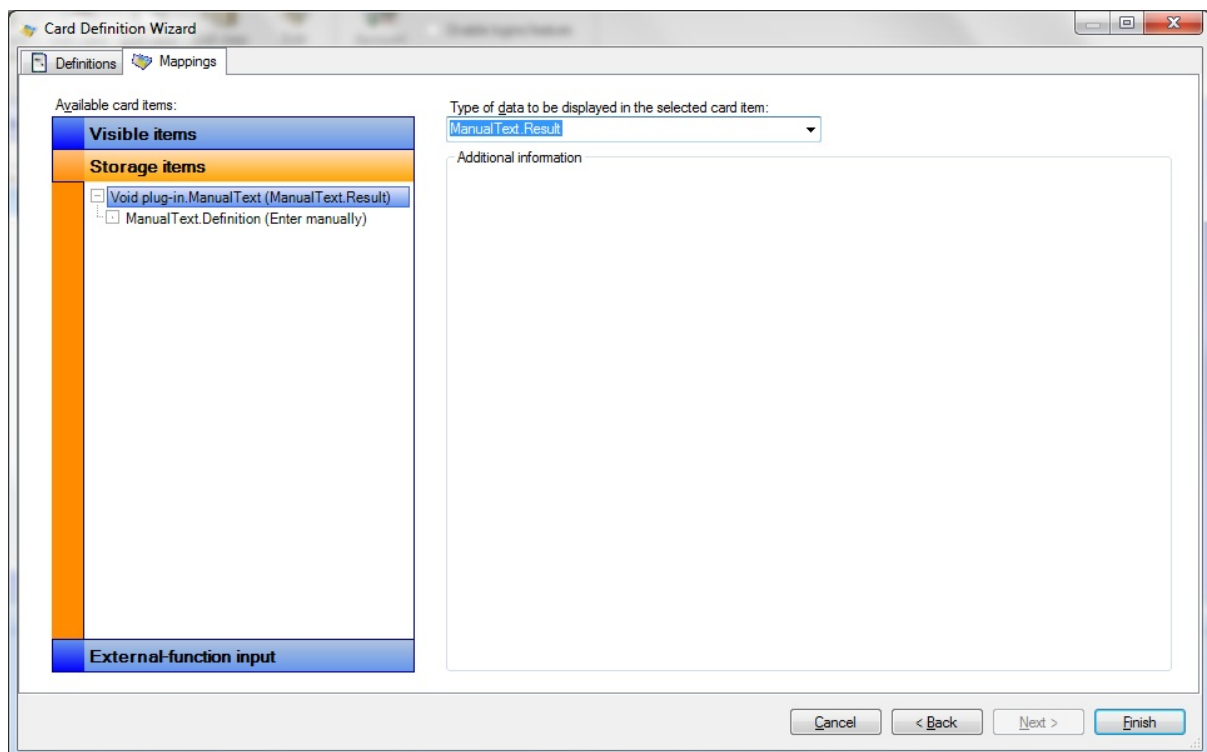 Card Definition Wizard
Definitions
Mappings
Available card items:
Visible items
Storage items
Void plug-in.ManualText (ManualText.Result)
ManualText.Definition (Enter manually)
External-function input
Type of data to be displayed in the selected card item:
ManualText.Result
Additional information
Cancel
< Back
Next >
Finish